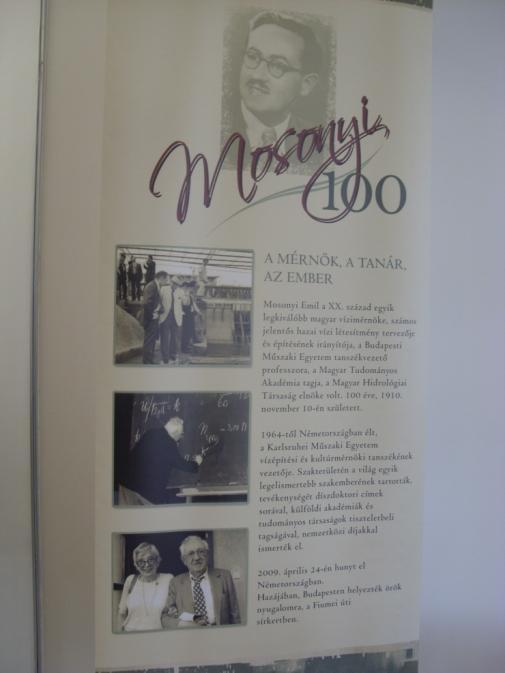 Mosonyi
100
A MÉRNÖK, A TANÁR,
AZ EMBER
Mosonyi Emil a XX. század egyik
legkiválóbb magyar vízimérnöke, számos
jelentős hazai vízi létesítmény tervezője
és építésének irányítója, a Budapesti
Műszaki Egyetem tanszékvezető
professzora, a Magyar Tudományos
Akadémia tagja, a Magyar Hidrológiai
Társaság elnöke volt. 100 éve, 1910.
november 10-én született.
1964-től Németországban élt,
a Karlsruhei Műszaki Egyetem
vízépítési és kultúrmérnöki tanszékének
vezetője. Szakterületén a világ egyik
legelismertebb szakemberének tartották,
tevékenységét díszdoktori címek
sorával, külföldi akadémiák és
tudományos társaságok tiszteletbeli
tagságával, nemzetközi díjakkal
ismerték el.
2009. április 24-én hunyt el
Németországban.
Hazájában, Budapesten helyezték örök
nyugalomra, a Fiumei úti
sírkertben.